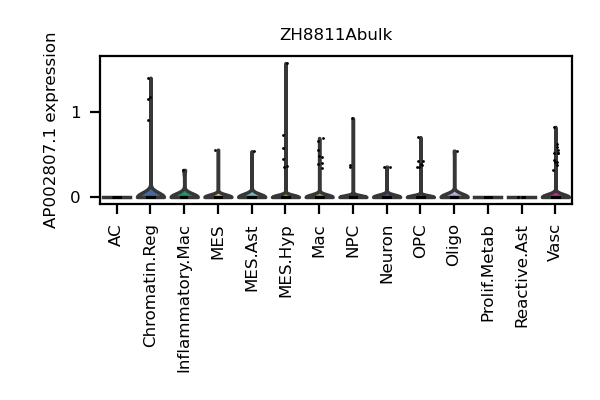 ZH8811Abulk
AP002807.1 expression
1
0
AC
Chromatin.Reg
Inflammatory.Mac
MES
MES.Ast
MES.Hyp
Mac
NPC
Neuron
OPC
Oligo
Prolif.Metab
Reactive.Ast
Vasc